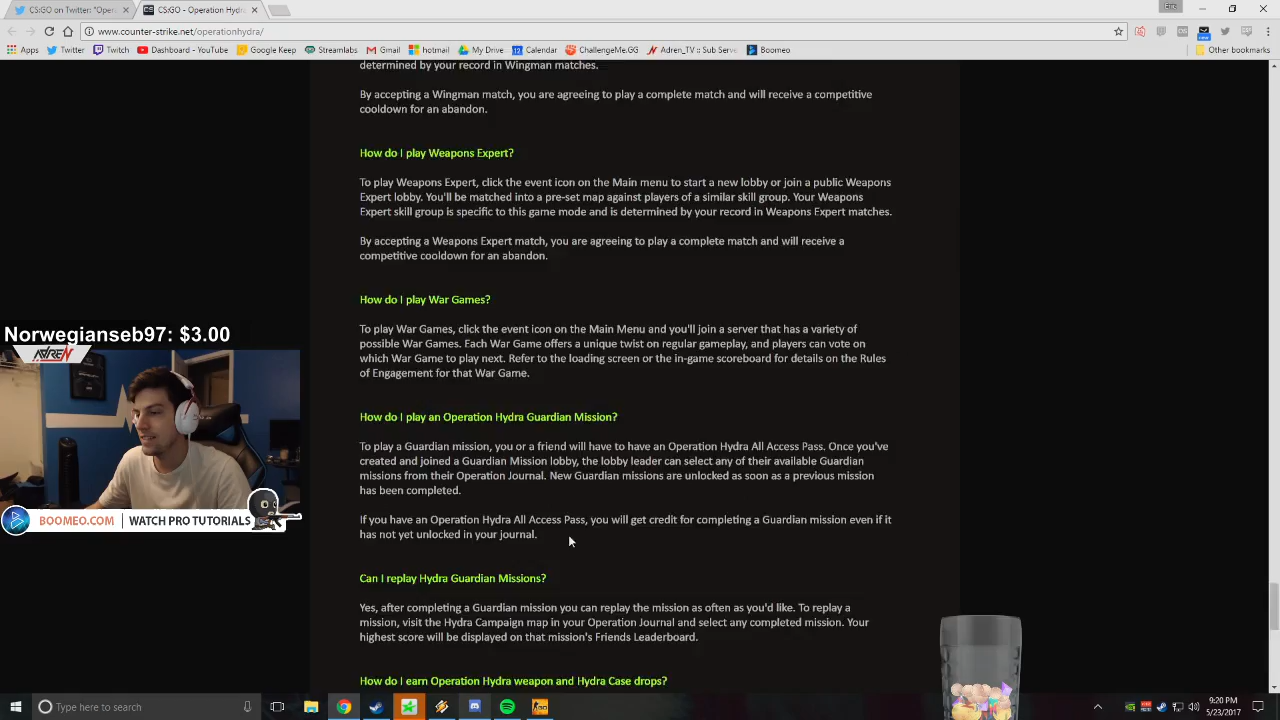 CS:GO on Twitter: "Oper
CS:GO - Operation Hydra
Eric
www.counter-strike.net/operationhydra/
Apps Twitter Twitch Dashboard - YouTube Google Keep Streamlabs Gmail hotmail My Drive Calendar ChallengeMe.GG Adren_TV's Sub Serve Boomeo Other bookmarks
determined by your record in Wingman matches.
By accepting a Wingman match, you are agreeing to play a complete match and will receive a competitive
cooldown for an abandon.
How do I play Weapons Expert?
To play Weapons Expert, click the event icon on the Main menu to start a new lobby or join a public Weapons
Expert lobby. You'll be matched into a pre-set map against players of a similar skill group. Your Weapons
Expert skill group is specific to this game mode and is determined by your record in Weapons Expert matches.
By accepting a Weapons Expert match, you are agreeing to play a complete match and will receive a
competitive cooldown for an abandon.
How do I play War Games?
To play War Games, click the event icon on the Main Menu and you'll join a server that has a variety of
possible War Games. Each War Game offers a unique twist on regular gameplay, and players can vote on
which War Game to play next. Refer to the loading screen or the in-game scoreboard for details on the Rules
of Engagement for that War Game.
Norwegianseb97: $3.00
ADREN
How do I play an Operation Hydra Guardian Mission?
To play a Guardian mission, you or a friend will have to have an Operation Hydra All Access Pass. Once you've
created and joined a Guardian Mission lobby, the lobby leader can select any of their available Guardian
missions from their Operation Journal. New Guardian missions are unlocked as soon as a previous mission
has been completed.
If you have an Operation Hydra All Access Pass, you will get credit for completing a Guardian mission even if it
has not yet unlocked in your journal.
BOOMEO.COM | WATCH PRO TUTORIALS
Can I replay Hydra Guardian Missions?
Yes, after completing a Guardian mission you can replay the mission as often as you'd like. To replay a
mission, visit the Hydra Campaign map in your Operation Journal and select any completed mission. Your
highest score will be displayed on that mission's Friends Leaderboard.
How do I earn Operation Hydra weapon and Hydra Case drops?
Type here to search
9:20 PM
5/23/2017